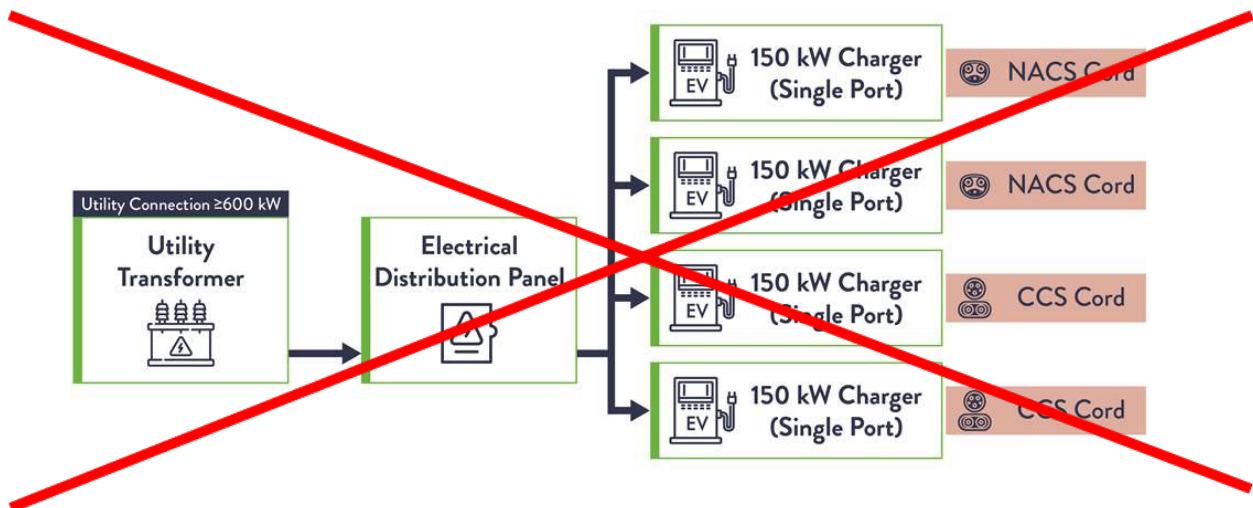 Utility Connection ≥600 kW
Utility
Transformer
Electrical
Distribution Panel
EV
150 kW Charger
(Single Port)
NACS Cord
EV
150 kW Charger
(Single Port)
NACS Cord
EV
150 kW Charger
(Single Port)
CCS Cord
EV
150 kW Charger
(Single Port)
CCS Cord